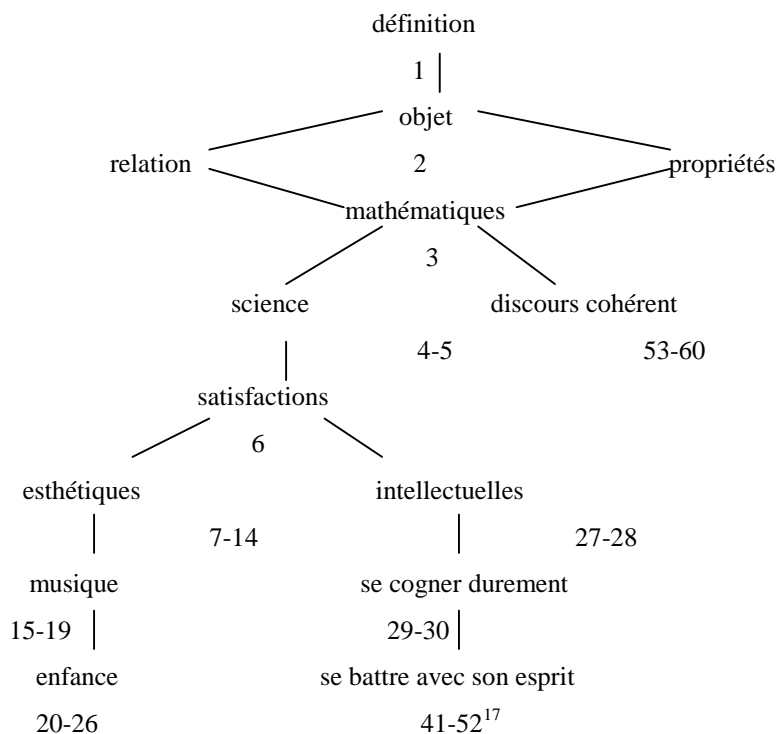 définition
1
objet
relation 2 propriétés
mathématiques
3
science discours cohérent
4-5 53-60
satisfactions
6
esthétiques intellectuelles
7-14 27-28
musique se cogner durement
15-19 29-30
enfance se battre avec son esprit
20-26 41-52¹⁷